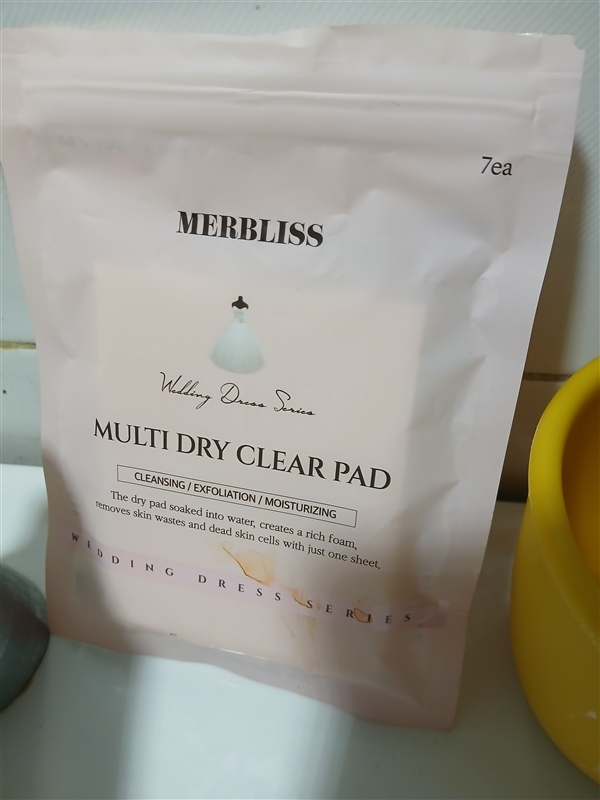 7ea
MERBLISS
Wedding Dress Series
MULTI DRY CLEAR PAD
CLEANSING / EXFOLIATION / MOISTURIZING
The dry pad soaked into water, creates a rich foam,
removes skin wastes and dead skin cells with just one sheet.
WEDDING DRESS SERIES